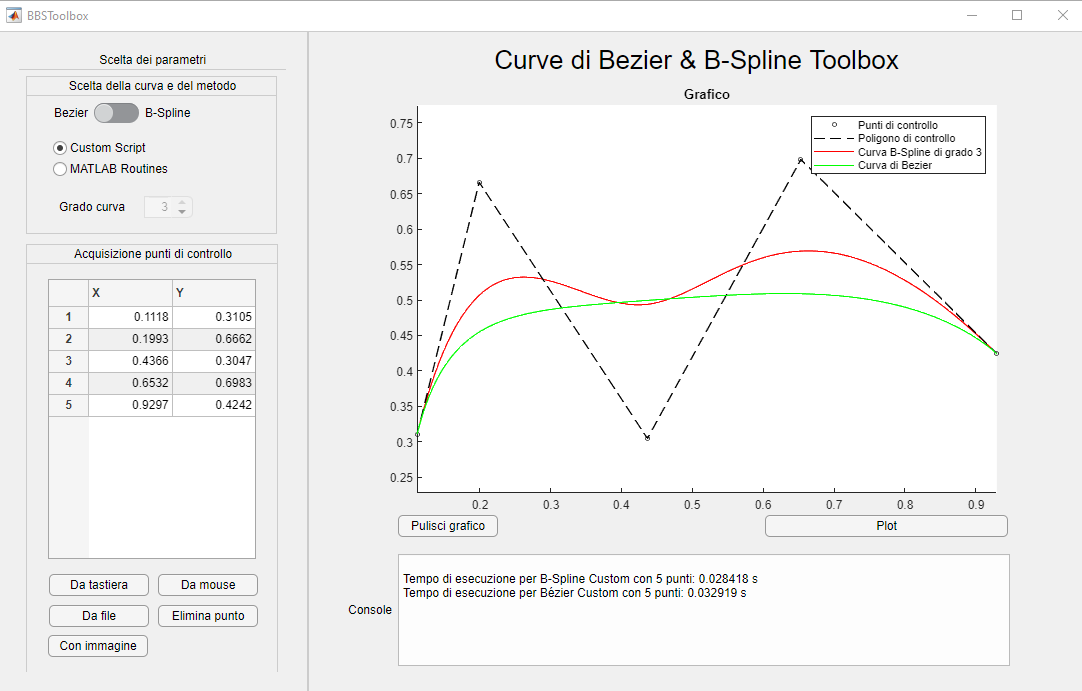 BBSToolbox
Scelta dei parametri
Scelta della curva e del metodo
Bezier B-Spline
Custom Script
MATLAB Routines
Grado curva 3
Acquisizione punti di controllo
X Y
1 0.1118 0.3105
2 0.1993 0.6662
3 0.4366 0.3047
4 0.6532 0.6983
5 0.9297 0.4242
Da tastiera Da mouse
Da file Elimina punto
Con immagine
Curve di Bezier & B-Spline Toolbox
Grafico
0.75
0.7
0.65
0.6
0.55
0.5
0.45
0.4
0.35
0.3
0.25
Punti di controllo
Poligono di controllo
Curva B-Spline di grado 3
Curva di Bezier
0.2 0.3 0.4 0.5 0.6 0.7 0.8 0.9
Pulisci grafico Plot
Console
Tempo di esecuzione per B-Spline Custom con 5 punti: 0.028418 s
Tempo di esecuzione per Bézier Custom con 5 punti: 0.032919 s